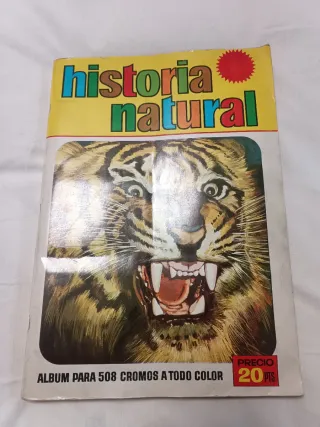 historia
natural
ALBUM PARA 508 CROMOS A TODO COLOR
PRECIO
20 PTS